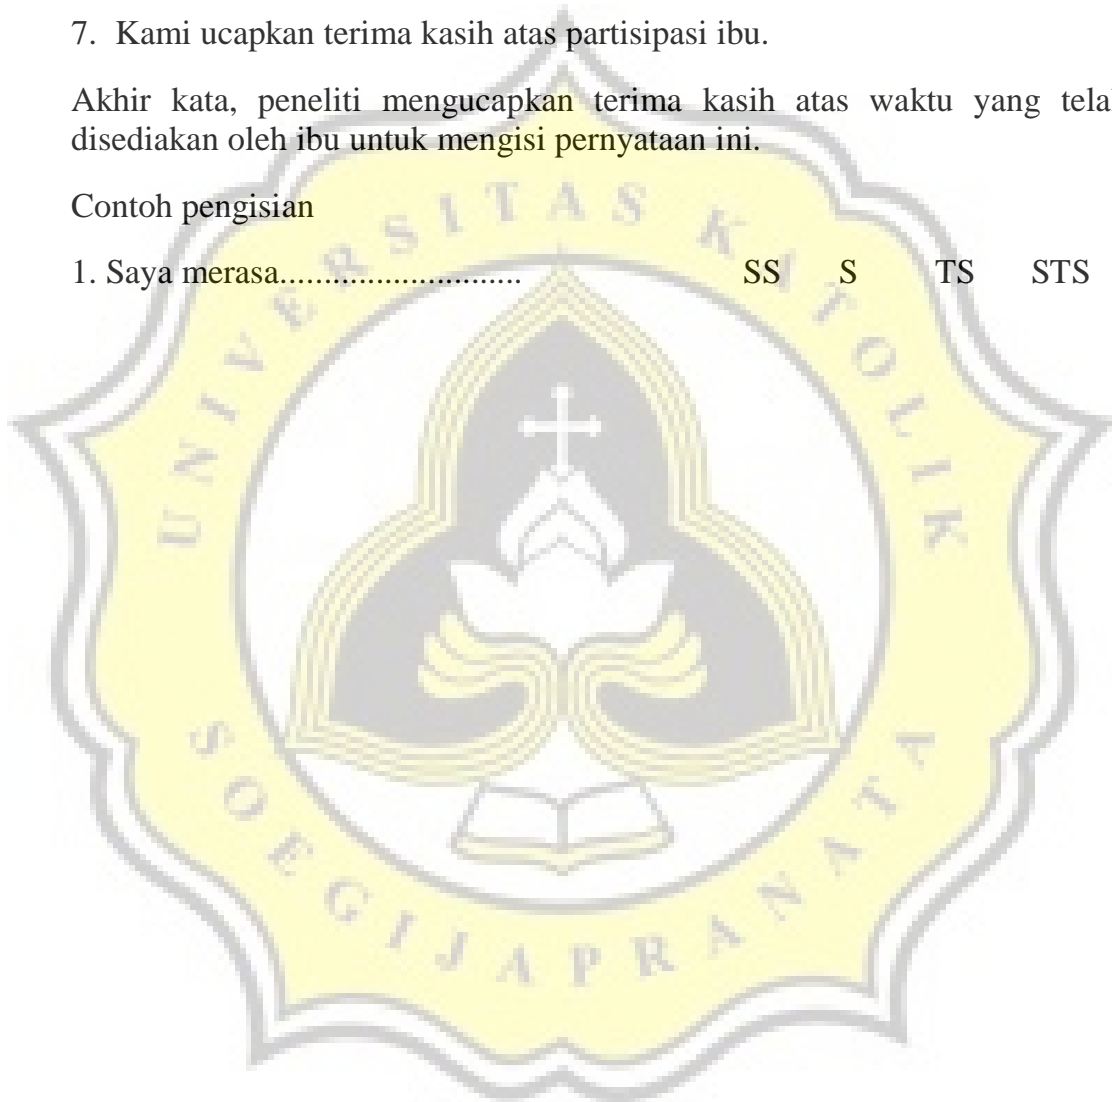 7. Kami ucapkan terima kasih atas partisipasi ibu.
Akhir kata, peneliti mengucapkan terima kasih atas waktu yang telah
disediakan oleh ibu untuk mengisi pernyataan ini.
Contoh pengisian
1. Saya merasa........................... SS S TS STS
UNIVERSITAS KATOLIK
SOEGIJAPRANATA